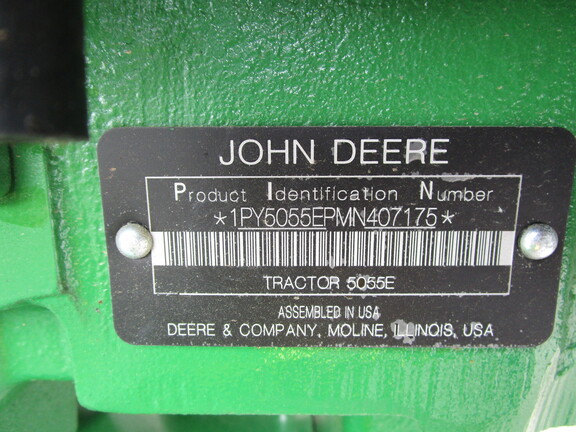 JOHN DEERE
Product Identification Number
*1PY5055EPMN407175*
TRACTOR 5055E
ASSEMBLED IN USA
DEERE & COMPANY, MOLINE, ILLINOIS, USA